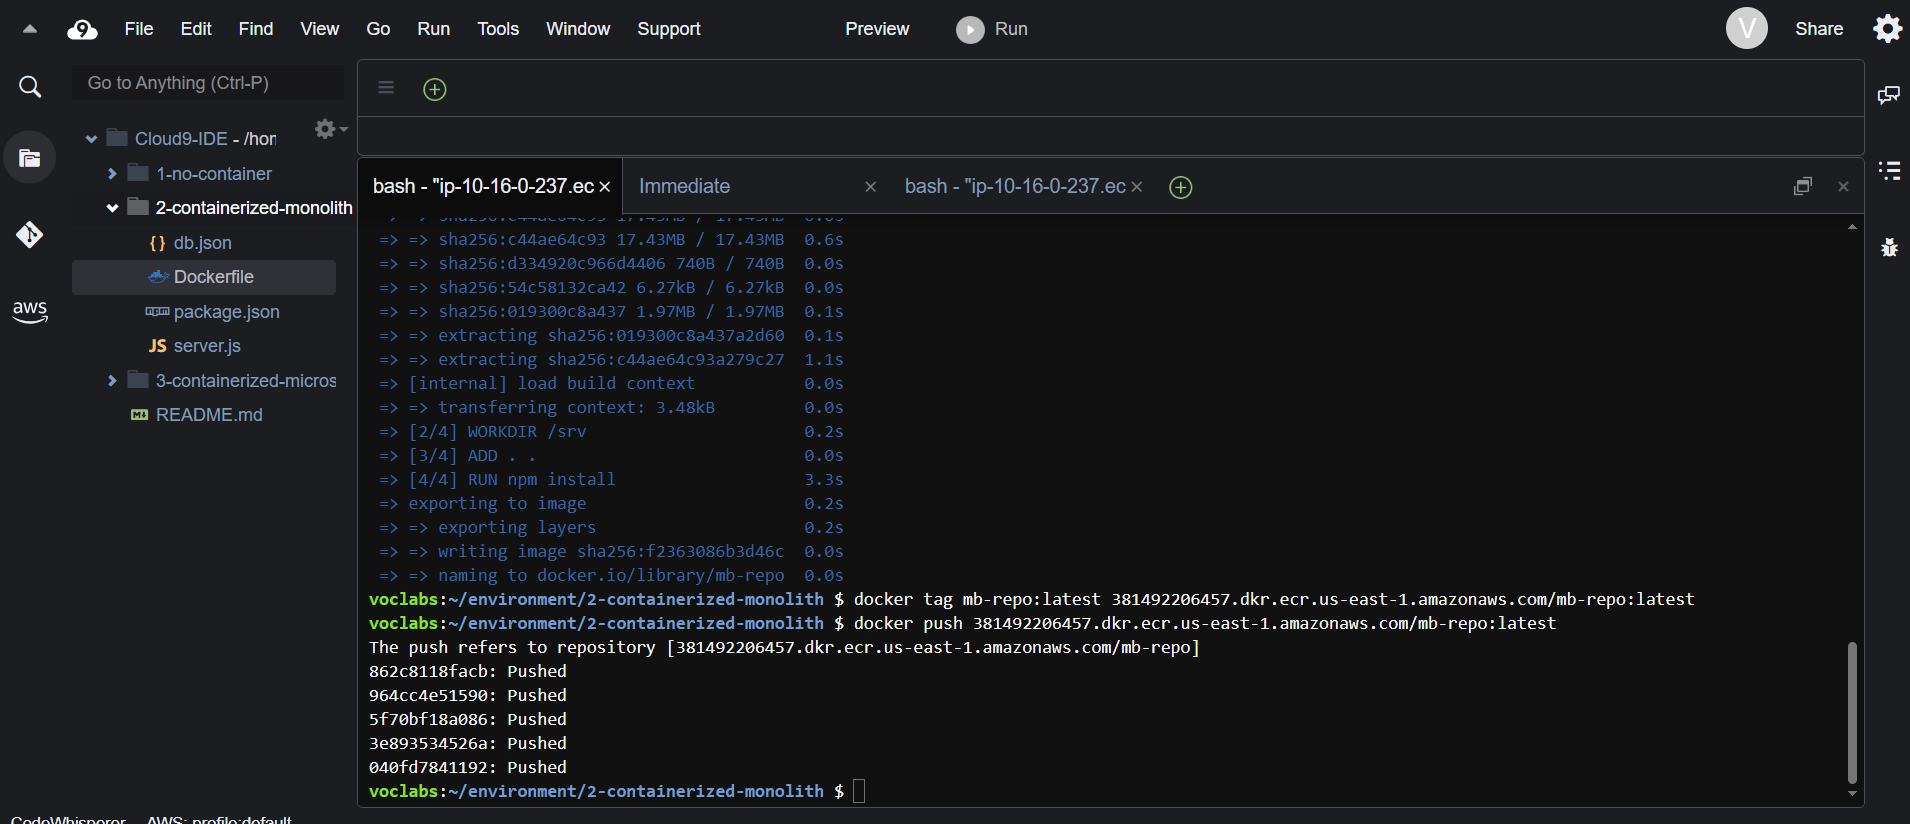 File Edit Find View Go Run Tools Window Support Preview Run V Share
Go to Anything (Ctrl-P)
Cloud9-IDE - /hom
1-no-container
2-containerized-monolith
{} db.json
Dockerfile
package.json
JS server.js
3-containerized-micros
M↓ README.md
aws
bash - "ip-10-16-0-237.ec × Immediate × bash - "ip-10-16-0-237.ec ×
=> => sha256:c44ae64c93 17.43MB / 17.43MB 0.6s
=> => sha256:d334920c966d4406 740B / 740B 0.0s
=> => sha256:54c58132ca42 6.27kB / 6.27kB 0.0s
=> => sha256:019300c8a437 1.97MB / 1.97MB 0.1s
=> => extracting sha256:019300c8a437a2d60 0.1s
=> => extracting sha256:c44ae64c93a279c27 1.1s
=> [internal] load build context 0.0s
=> => transferring context: 3.48kB 0.0s
=> [2/4] WORKDIR /srv 0.2s
=> [3/4] ADD . . 0.0s
=> [4/4] RUN npm install 3.3s
=> exporting to image 0.2s
=> => exporting layers 0.2s
=> => writing image sha256:f2363086b3d46c 0.0s
=> => naming to docker.io/library/mb-repo 0.0s
voclabs:~/environment/2-containerized-monolith $ docker tag mb-repo:latest 381492206457.dkr.ecr.us-east-1.amazonaws.com/mb-repo:latest
voclabs:~/environment/2-containerized-monolith $ docker push 381492206457.dkr.ecr.us-east-1.amazonaws.com/mb-repo:latest
The push refers to repository [381492206457.dkr.ecr.us-east-1.amazonaws.com/mb-repo]
862c8118facb: Pushed
964cc4e51590: Pushed
5f70bf18a086: Pushed
3e893534526a: Pushed
040fd7841192: Pushed
voclabs:~/environment/2-containerized-monolith $
CodeWhisperer AWS: profile:default